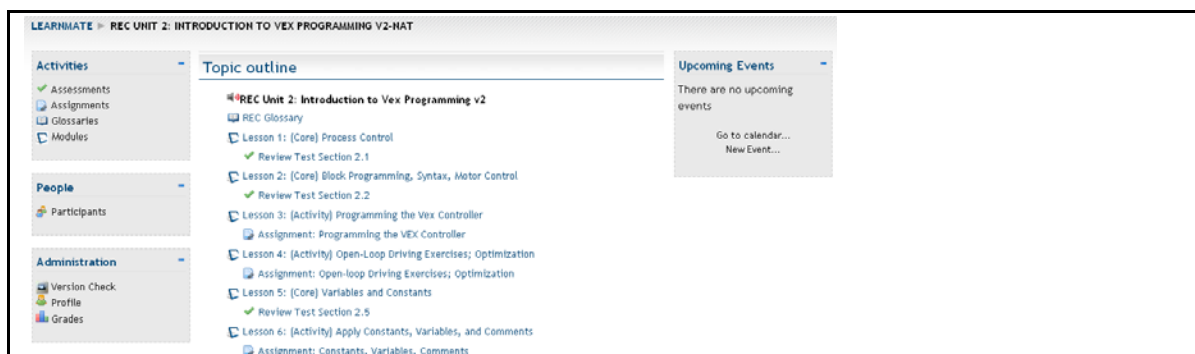 LEARNMATE ► REC UNIT 2: INTRODUCTION TO VEX PROGRAMMING V2-NAT
Activities
Assessments
Assignments
Glossaries
Modules
People
Participants
Administration
Version Check
Profile
Grades
Topic outline
REC Unit 2: Introduction to Vex Programming v2
REC Glossary
Lesson 1: (Core) Process Control
Review Test Section 2.1
Lesson 2: (Core) Block Programming, Syntax, Motor Control
Review Test Section 2.2
Lesson 3: (Activity) Programming the Vex Controller
Assignment: Programming the VEX Controller
Lesson 4: (Activity) Open-Loop Driving Exercises; Optimization
Assignment: Open-loop Driving Exercises; Optimization
Lesson 5: (Core) Variables and Constants
Review Test Section 2.5
Lesson 6: (Activity) Apply Constants, Variables, and Comments
Assignment: Constants, Variables, Comments
Upcoming Events
There are no upcoming
events
Go to calendar...
New Event...